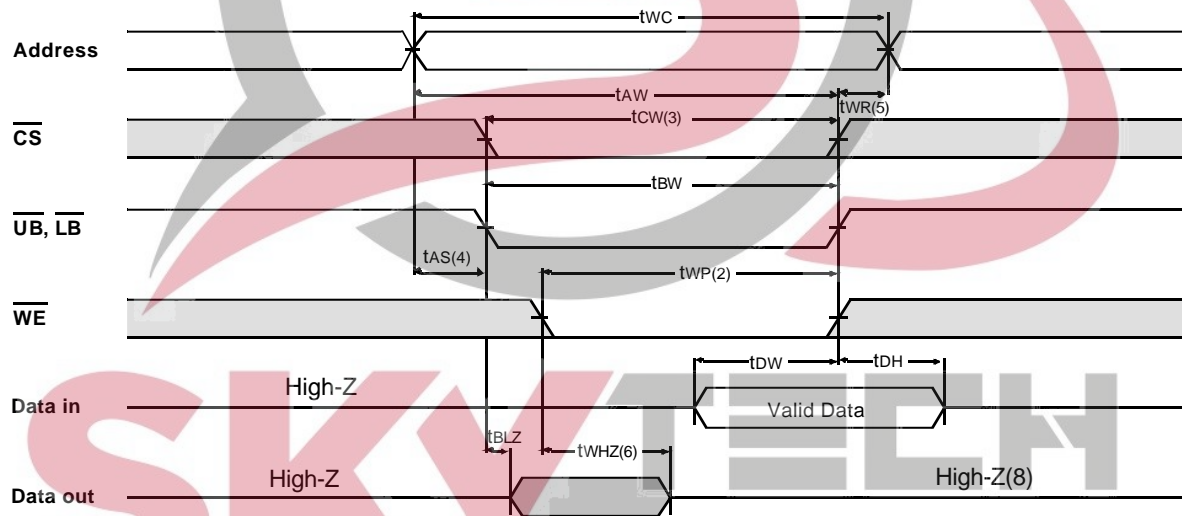 tWC
Address
tAW
tWR(5)
tCW(3)
CS
tBW
UB, LB
tAS(4)
tWP(2)
WE
tDW
tDH
High-Z
Data in
Valid Data
tBLZ
tWHZ(6)
High-Z
High-Z(8)
Data out
SKYTECH